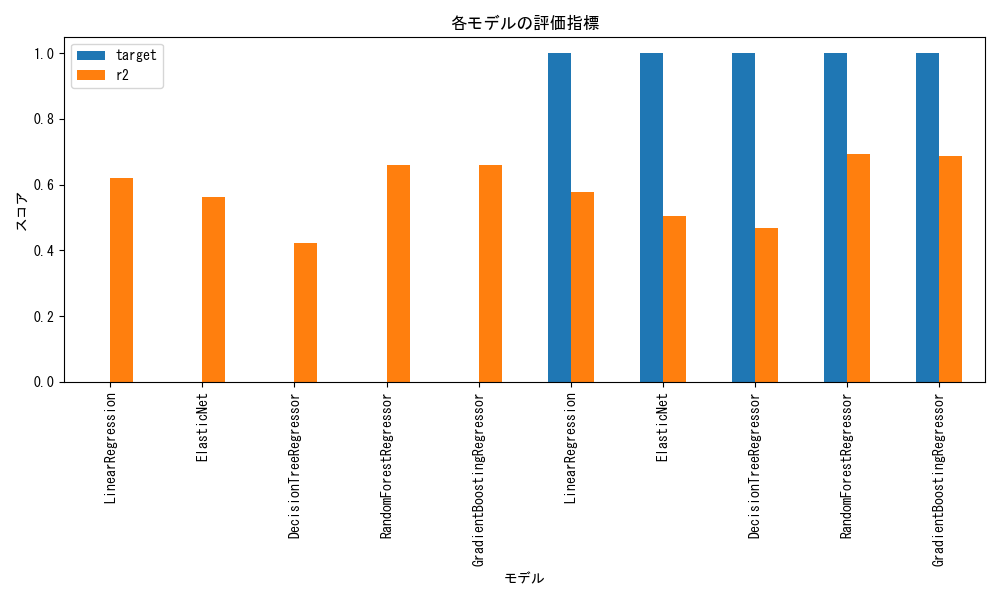 各モデルの評価指標
target
r2
スコア
1.0
0.8
0.6
0.4
0.2
0.0
LinearRegression
ElasticNet
DecisionTreeRegressor
RandomForestRegressor
GradientBoostingRegressor
LinearRegression
ElasticNet
DecisionTreeRegressor
RandomForestRegressor
GradientBoostingRegressor
モデル